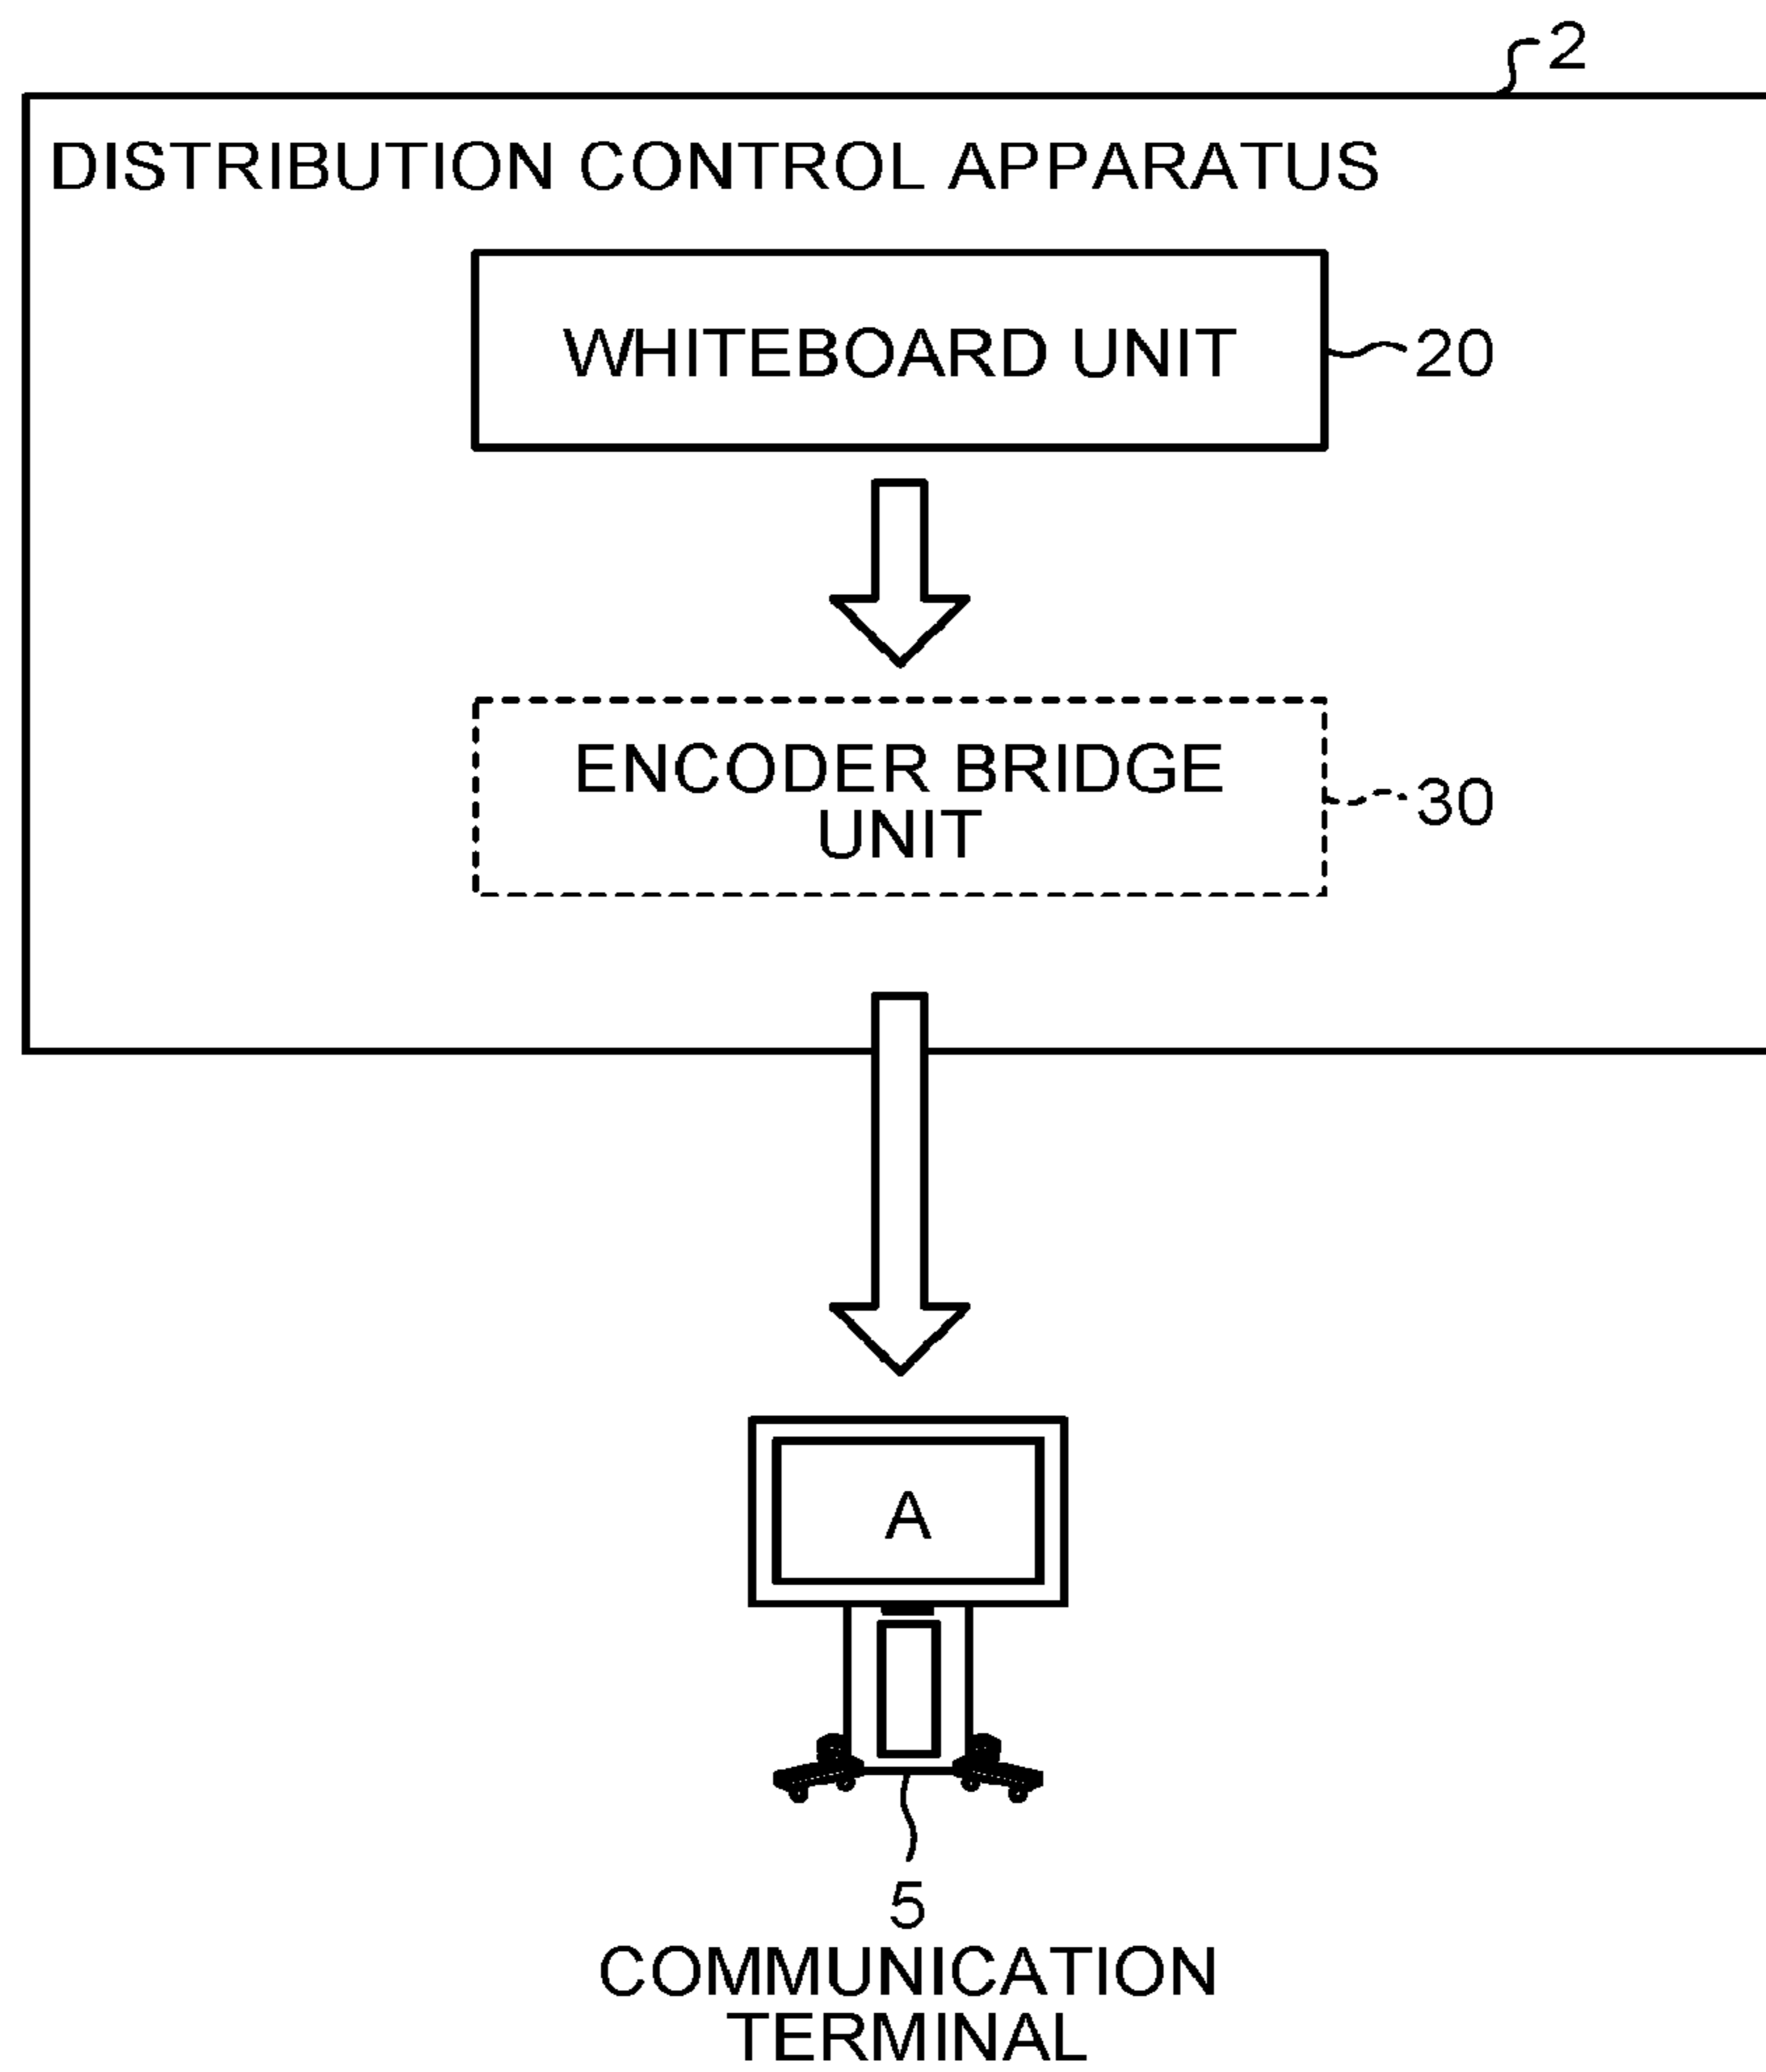 2
DISTRIBUTION CONTROL APPARATUS
WHITEBOARD UNIT
20
ENCODER BRIDGE
UNIT
30
A
5
COMMUNICATION
TERMINAL